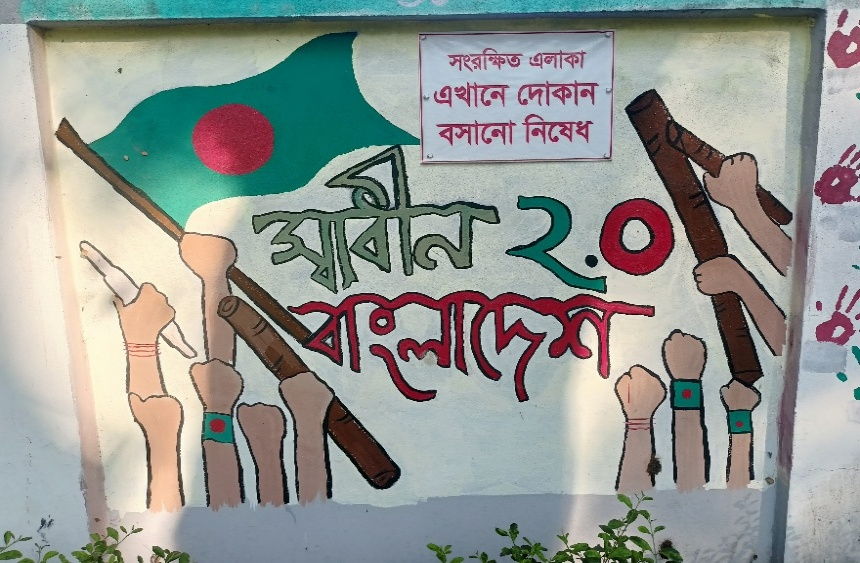 সংরক্ষিত এলাকা
এখানে দোকান
বসানো নিষেধ
স্বাধীন ২.০
বাংলাদেশ